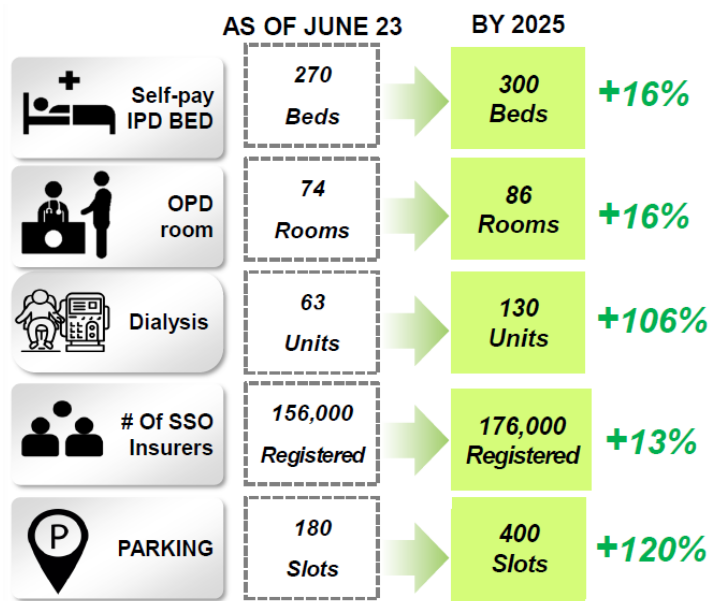 AS OF JUNE 23
BY 2025
Self-pay
IPD BED
270
Beds
300
Beds
+16%
OPD
room
74
Rooms
86
Rooms
+16%
Dialysis
63
Units
130
Units
+106%
# Of SSO
Insurers
156,000
Registered
176,000
Registered
+13%
P
PARKING
180
Slots
400
Slots
+120%